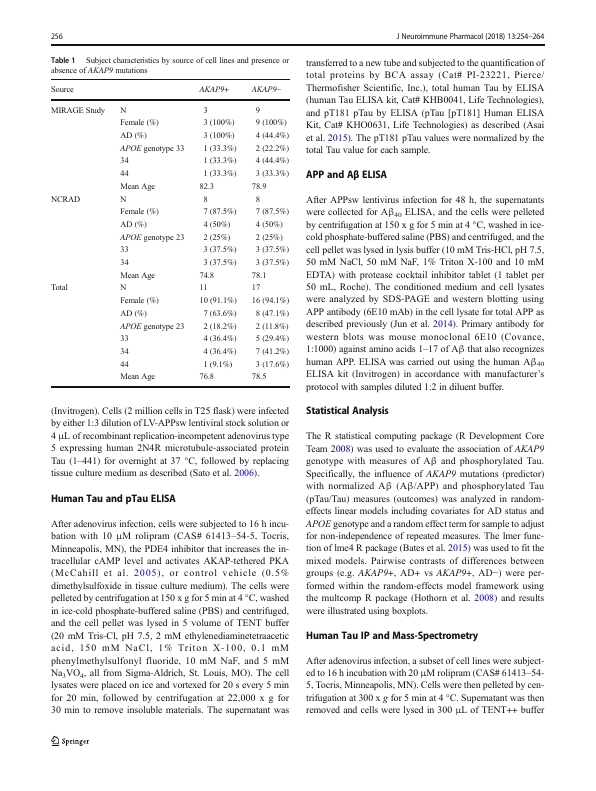 256
J Neuroimmune Pharmacol (2018) 13:254–264
Table 1 Subject characteristics by source of cell lines and presence or
absence of AKAP9 mutations
Source AKAP9+ AKAP9−
MIRAGE Study N 3 9
Female (%) 3 (100%) 9 (100%)
AD (%) 3 (100%) 4 (44.4%)
APOE genotype 33 1 (33.3%) 2 (22.2%)
34 1 (33.3%) 4 (44.4%)
44 1 (33.3%) 3 (33.3%)
Mean Age 82.3 78.9
NCRAD N 8 8
Female (%) 7 (87.5%) 7 (87.5%)
AD (%) 4 (50%) 4 (50%)
APOE genotype 23 2 (25%) 2 (25%)
33 3 (37.5%) 3 (37.5%)
34 3 (37.5%) 3 (37.5%)
Mean Age 74.8 78.1
Total N 11 17
Female (%) 10 (91.1%) 16 (94.1%)
AD (%) 7 (63.6%) 8 (47.1%)
APOE genotype 23 2 (18.2%) 2 (11.8%)
33 4 (36.4%) 5 (29.4%)
34 4 (36.4%) 7 (41.2%)
44 1 (9.1%) 3 (17.6%)
Mean Age 76.8 78.5
(Invitrogen). Cells (2 million cells in T25 flask) were infected
by either 1:3 dilution of LV-APPsw lentiviral stock solution or
4 μL of recombinant replication-incompetent adenovirus type
5 expressing human 2N4R microtubule-associated protein
Tau (1–441) for overnight at 37 °C, followed by replacing
tissue culture medium as described (Sato et al. 2006).
Human Tau and pTau ELISA
After adenovirus infection, cells were subjected to 16 h incu-
bation with 10 μM rolipram (CAS# 61413–54-5, Tocris,
Minneapolis, MN), the PDE4 inhibitor that increases the in-
tracellular cAMP level and activates AKAP-tethered PKA
(McCahill et al. 2005), or control vehicle (0.5%
dimethylsulfoxide in tissue culture medium). The cells were
pelleted by centrifugation at 150 x g for 5 min at 4 °C, washed
in ice-cold phosphate-buffered saline (PBS) and centrifuged,
and the cell pellet was lysed in 5 volume of TENT buffer
(20 mM Tris-Cl, pH 7.5, 2 mM ethylenediaminetetraacetic
acid, 150 mM NaCl, 1% Triton X-100, 0.1 mM
phenylmethylsulfonyl fluoride, 10 mM NaF, and 5 mM
Na3VO4, all from Sigma-Aldrich, St. Louis, MO). The cell
lysates were placed on ice and vortexed for 20 s every 5 min
for 20 min, followed by centrifugation at 22,000 x g for
30 min to remove insoluble materials. The supernatant was
transferred to a new tube and subjected to the quantification of
total proteins by BCA assay (Cat# PI-23221, Pierce/
Thermofisher Scientific, Inc.), total human Tau by ELISA
(human Tau ELISA kit, Cat# KHB0041, Life Technologies),
and pT181 pTau by ELISA (pTau [pT181] Human ELISA
Kit, Cat# KHO0631, Life Technologies) as described (Asai
et al. 2015). The pT181 pTau values were normalized by the
total Tau value for each sample.
APP and Aβ ELISA
After APPsw lentivirus infection for 48 h, the supernatants
were collected for Aβ40 ELISA, and the cells were pelleted
by centrifugation at 150 x g for 5 min at 4 °C, washed in ice-
cold phosphate-buffered saline (PBS) and centrifuged, and the
cell pellet was lysed in lysis buffer (10 mM Tris-HCl, pH 7.5,
50 mM NaCl, 50 mM NaF, 1% Triton X-100 and 10 mM
EDTA) with protease cocktail inhibitor tablet (1 tablet per
50 mL, Roche). The conditioned medium and cell lysates
were analyzed by SDS-PAGE and western blotting using
APP antibody (6E10 mAb) in the cell lysate for total APP as
described previously (Jun et al. 2014). Primary antibody for
western blots was mouse monoclonal 6E10 (Covance,
1:1000) against amino acids 1–17 of Aβ that also recognizes
human APP. ELISA was carried out using the human Aβ40
ELISA kit (Invitrogen) in accordance with manufacturer's
protocol with samples diluted 1:2 in diluent buffer.
Statistical Analysis
The R statistical computing package (R Development Core
Team 2008) was used to evaluate the association of AKAP9
genotype with measures of Aβ and phosphorylated Tau.
Specifically, the influence of AKAP9 mutations (predictor)
with normalized Aβ (Aβ/APP) and phosphorylated Tau
(pTau/Tau) measures (outcomes) was analyzed in random-
effects linear models including covariates for AD status and
APOE genotype and a random effect term for sample to adjust
for non-independence of repeated measures. The lmer func-
tion of lme4 R package (Bates et al. 2015) was used to fit the
mixed models. Pairwise contrasts of differences between
groups (e.g. AKAP9+, AD+ vs AKAP9+, AD−) were per-
formed within the random-effects model framework using
the multcomp R package (Hothorn et al. 2008) and results
were illustrated using boxplots.
Human Tau IP and Mass-Spectrometry
After adenovirus infection, a subset of cell lines were subject-
ed to 16 h incubation with 20 μM rolipram (CAS# 61413–54-
5, Tocris, Minneapolis, MN). Cells were then pelleted by cen-
trifugation at 300 x g for 5 min at 4 °C. Supernatant was then
removed and cells were lysed in 300 μL of TENT++ buffer
Springer